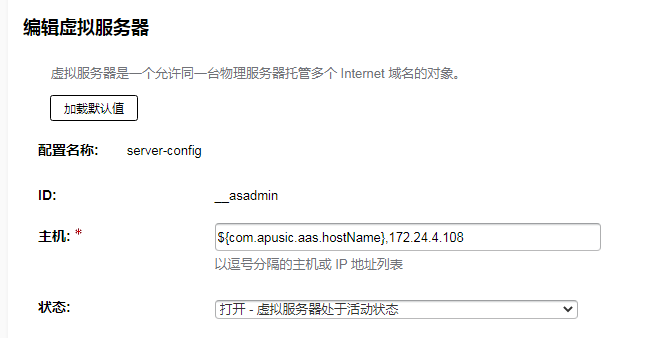 编辑虚拟服务器
虚拟服务器是一个允许同一台物理服务器托管多个 Internet 域名的对象。
加载默认值
配置名称: server-config
ID: __asadmin
主机: * ${com.apusic.aas.hostName},172.24.4.108
以逗号分隔的主机或 IP 地址列表
状态: 打开 - 虚拟服务器处于活动状态